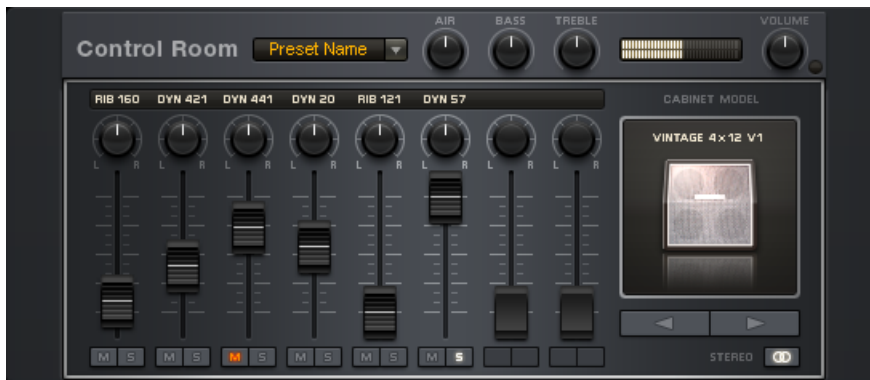 AIR BASS TREBLE VOLUME
Control Room Preset Name
RIB 160 DYN 421 DYN 441 DYN 20 RIB 121 DYN 57 CABINET MODEL
VINTAGE 4x12 V1
L R L R L R L R L R L R L R L R
M S M S M S M S M S M S STEREO